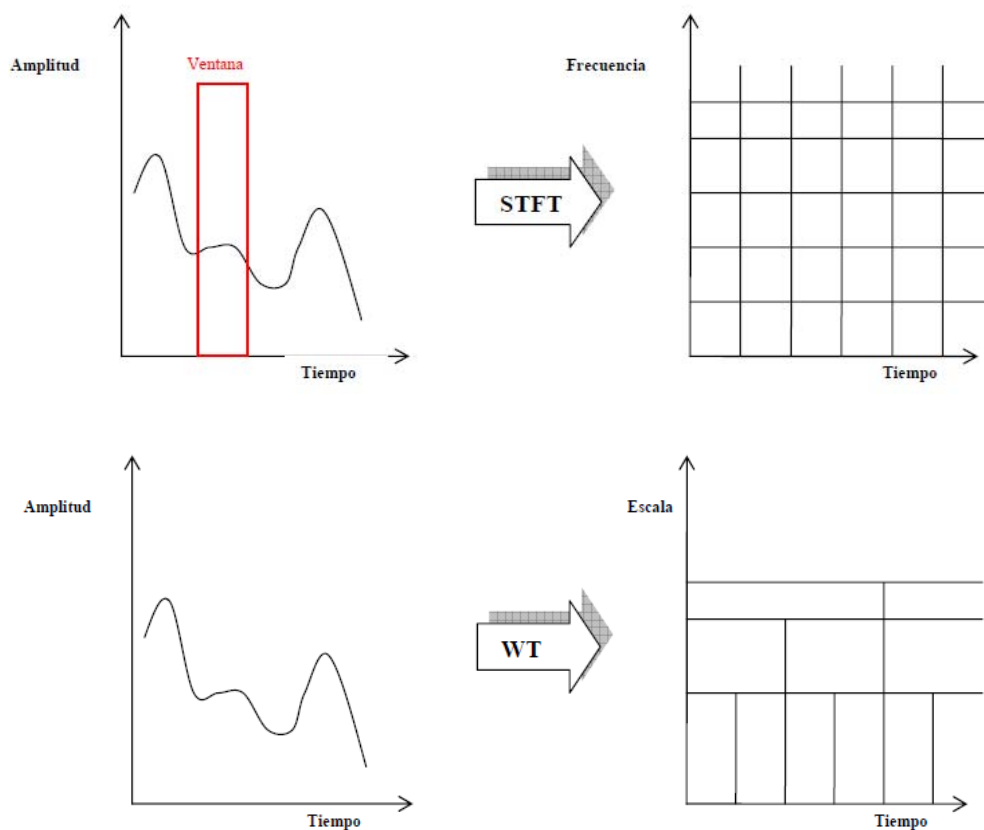 Amplitud
Ventana
Frecuencia
STFT
Tiempo
Tiempo
Amplitud
Escala
WT
Tiempo
Tiempo